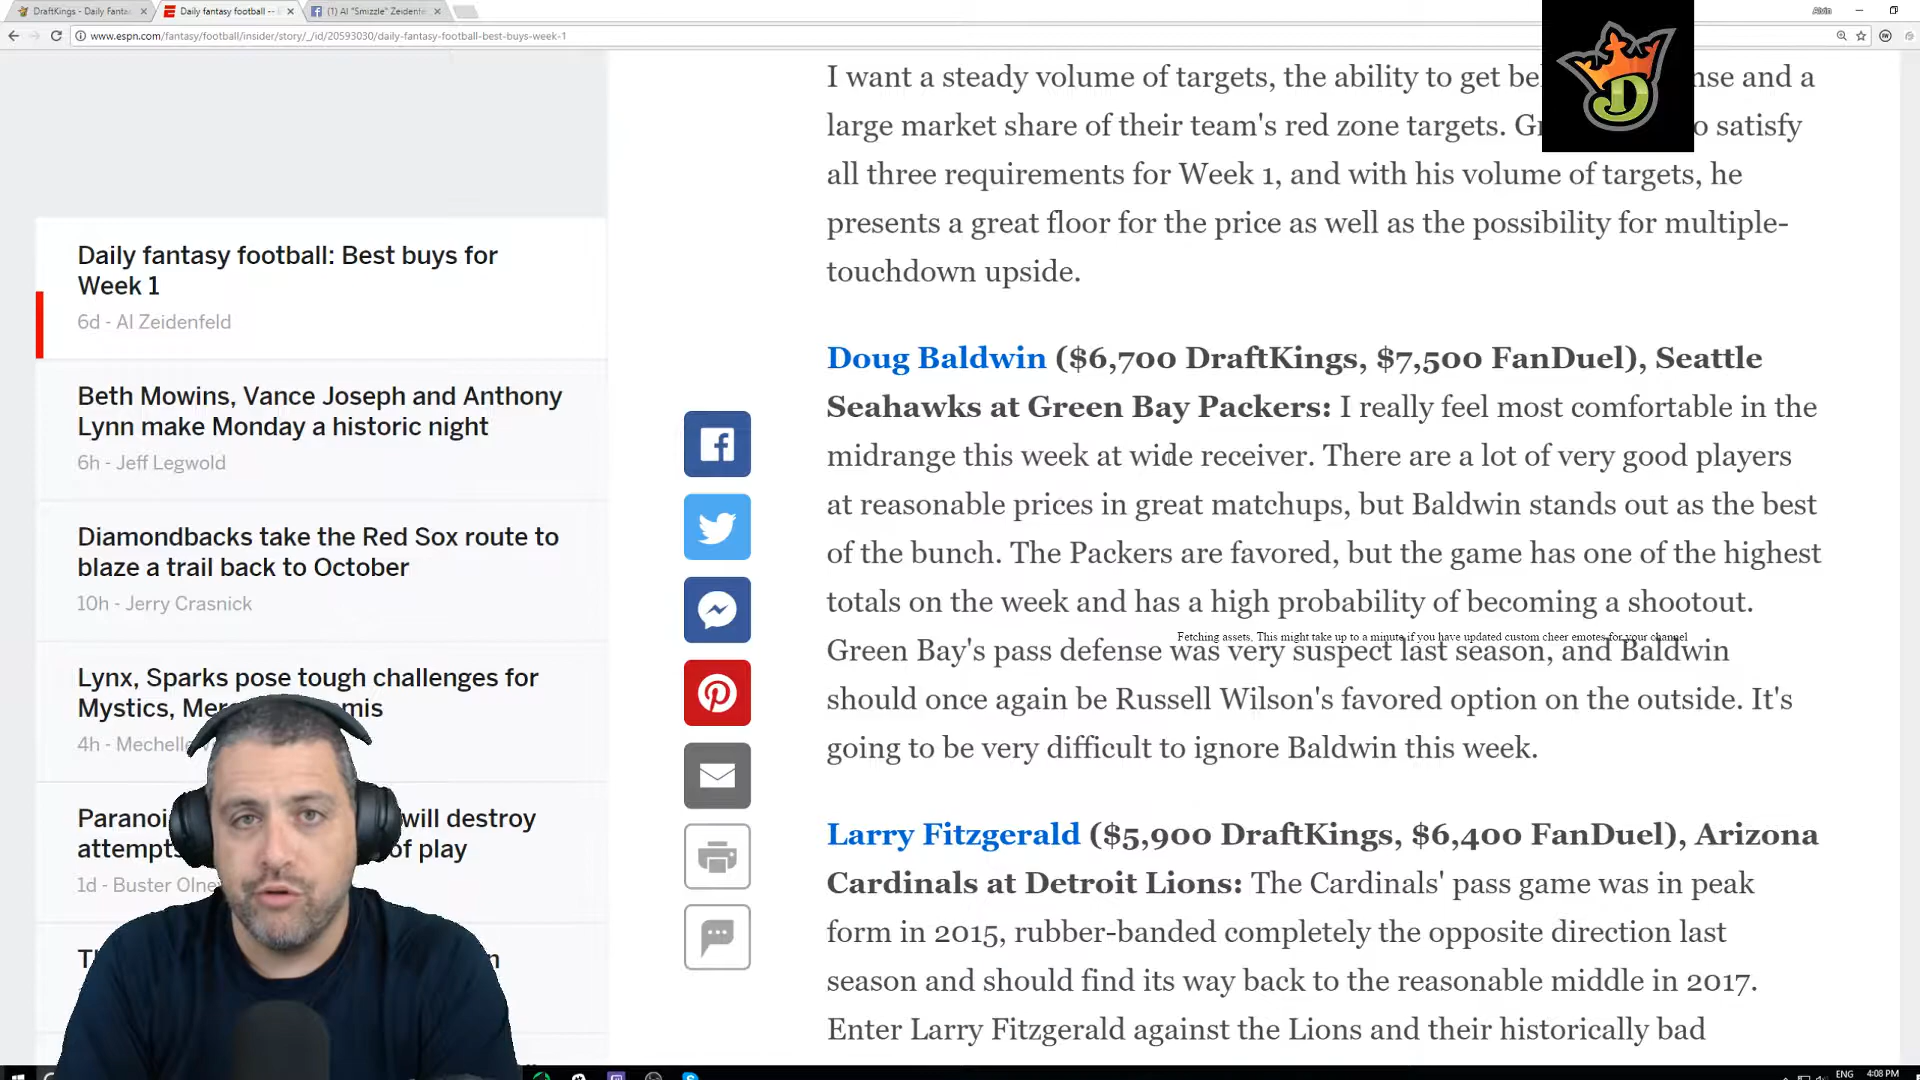 DraftKings - Daily Fanta
Daily fantasy football --
(1) Al "Smizzle" Zeidenfe
Alvin
www.espn.com/fantasy/football/insider/story/_/id/20593030/daily-fantasy-football-best-buys-week-1
I want a steady volume of targets, the ability to get be nse and a
large market share of their team's red zone targets. o satisfy
all three requirements for Week 1, and with his volume of targets, he
presents a great floor for the price as well as the possibility for multiple-
touchdown upside.
Doug Baldwin ($6,700 DraftKings, $7,500 FanDuel), Seattle
Seahawks at Green Bay Packers: I really feel most comfortable in the
midrange this week at wide receiver. There are a lot of very good players
at reasonable prices in great matchups, but Baldwin stands out as the best
of the bunch. The Packers are favored, but the game has one of the highest
totals on the week and has a high probability of becoming a shootout.
Fetching assets, This might take up to a minute if you have updated custom cheer emotes for your channel
Green Bay's pass defense was very suspect last season, and Baldwin
should once again be Russell Wilson's favored option on the outside. It's
going to be very difficult to ignore Baldwin this week.
Larry Fitzgerald ($5,900 DraftKings, $6,400 FanDuel), Arizona
Cardinals at Detroit Lions: The Cardinals' pass game was in peak
form in 2015, rubber-banded completely the opposite direction last
season and should find its way back to the reasonable middle in 2017.
Enter Larry Fitzgerald against the Lions and their historically bad
Daily fantasy football: Best buys for
Week 1
6d - Al Zeidenfeld
Beth Mowins, Vance Joseph and Anthony
Lynn make Monday a historic night
6h - Jeff Legwold
Diamondbacks take the Red Sox route to
blaze a trail back to October
10h - Jerry Crasnick
Lynx, Sparks pose tough challenges for
Mystics, Mer mis
4h - Mechelle
Paranoi will destroy
attempts of play
1d - Buster Olne
D
ENG 4:08 PM